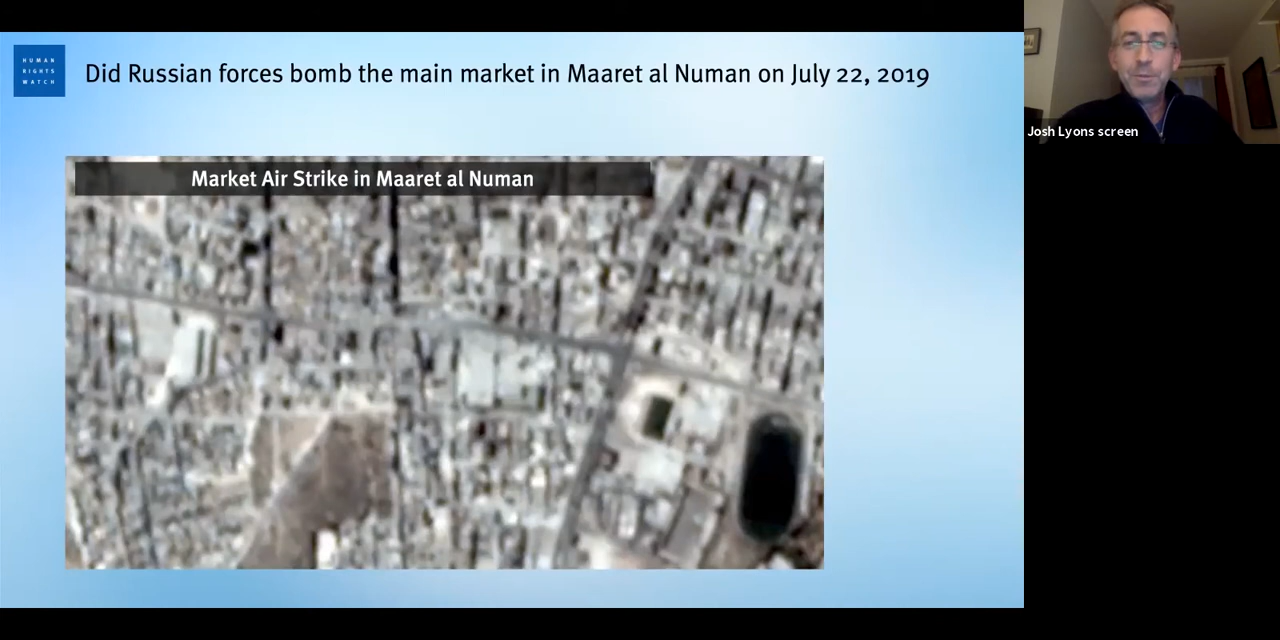 HUMAN
RIGHTS
WATCH
Did Russian forces bomb the main market in Maaret al Numan on July 22, 2019
Market Air Strike in Maaret al Numan
Josh Lyons screen